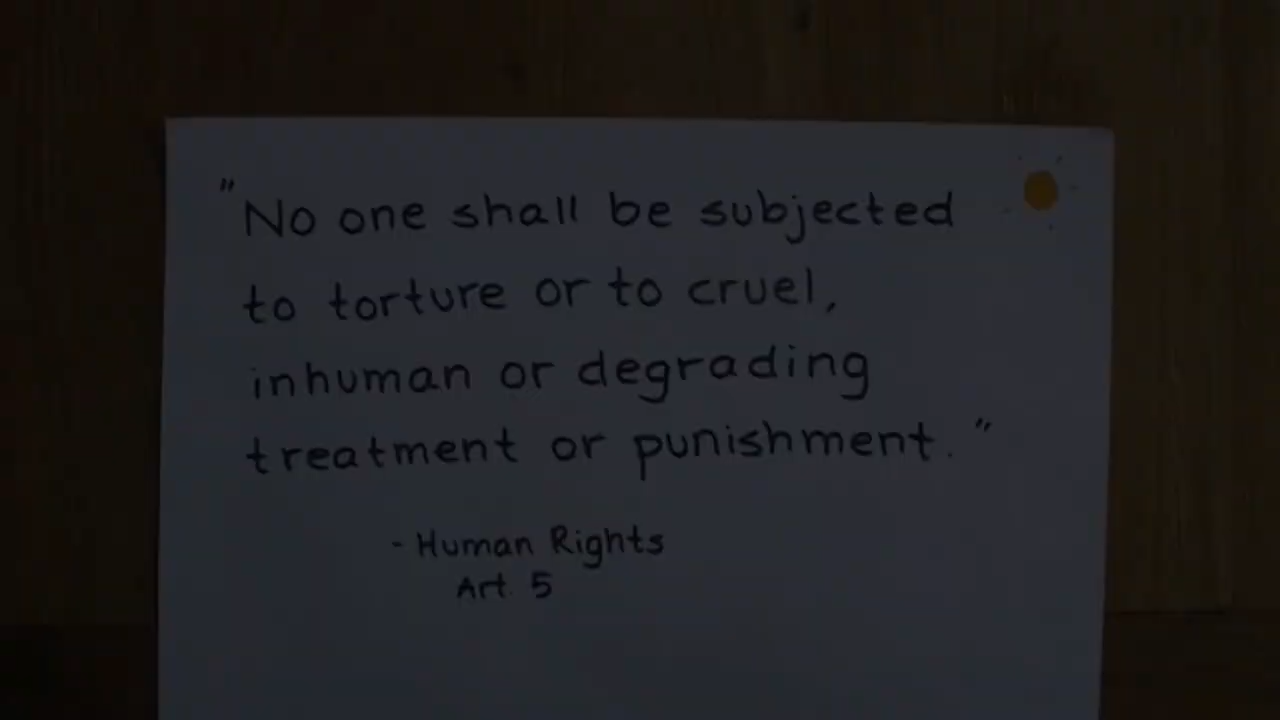 "No one shall be subjected
to torture or to cruel,
inhuman or degrading
treatment or punishment."
- Human Rights
Art. 5